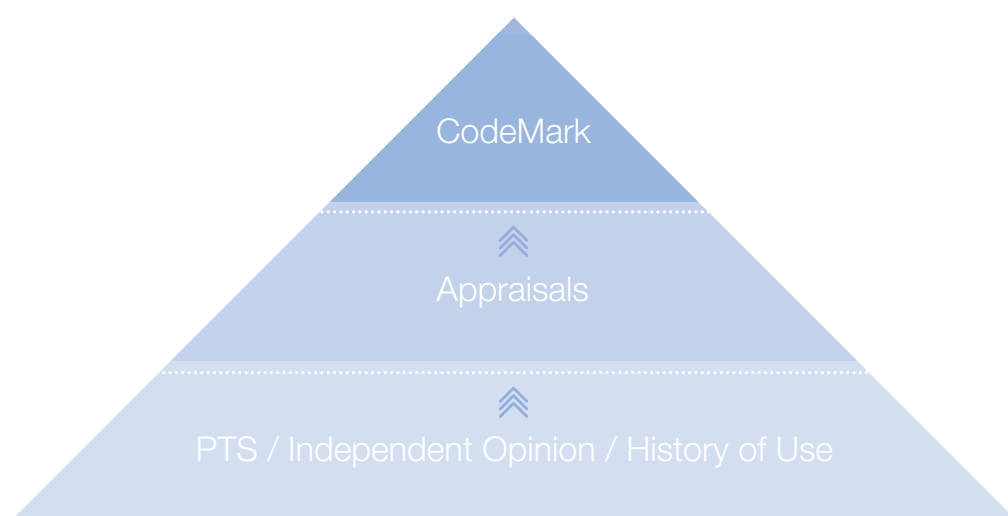 CodeMark
Appraisals
PTS / Independent Opinion / History of Use